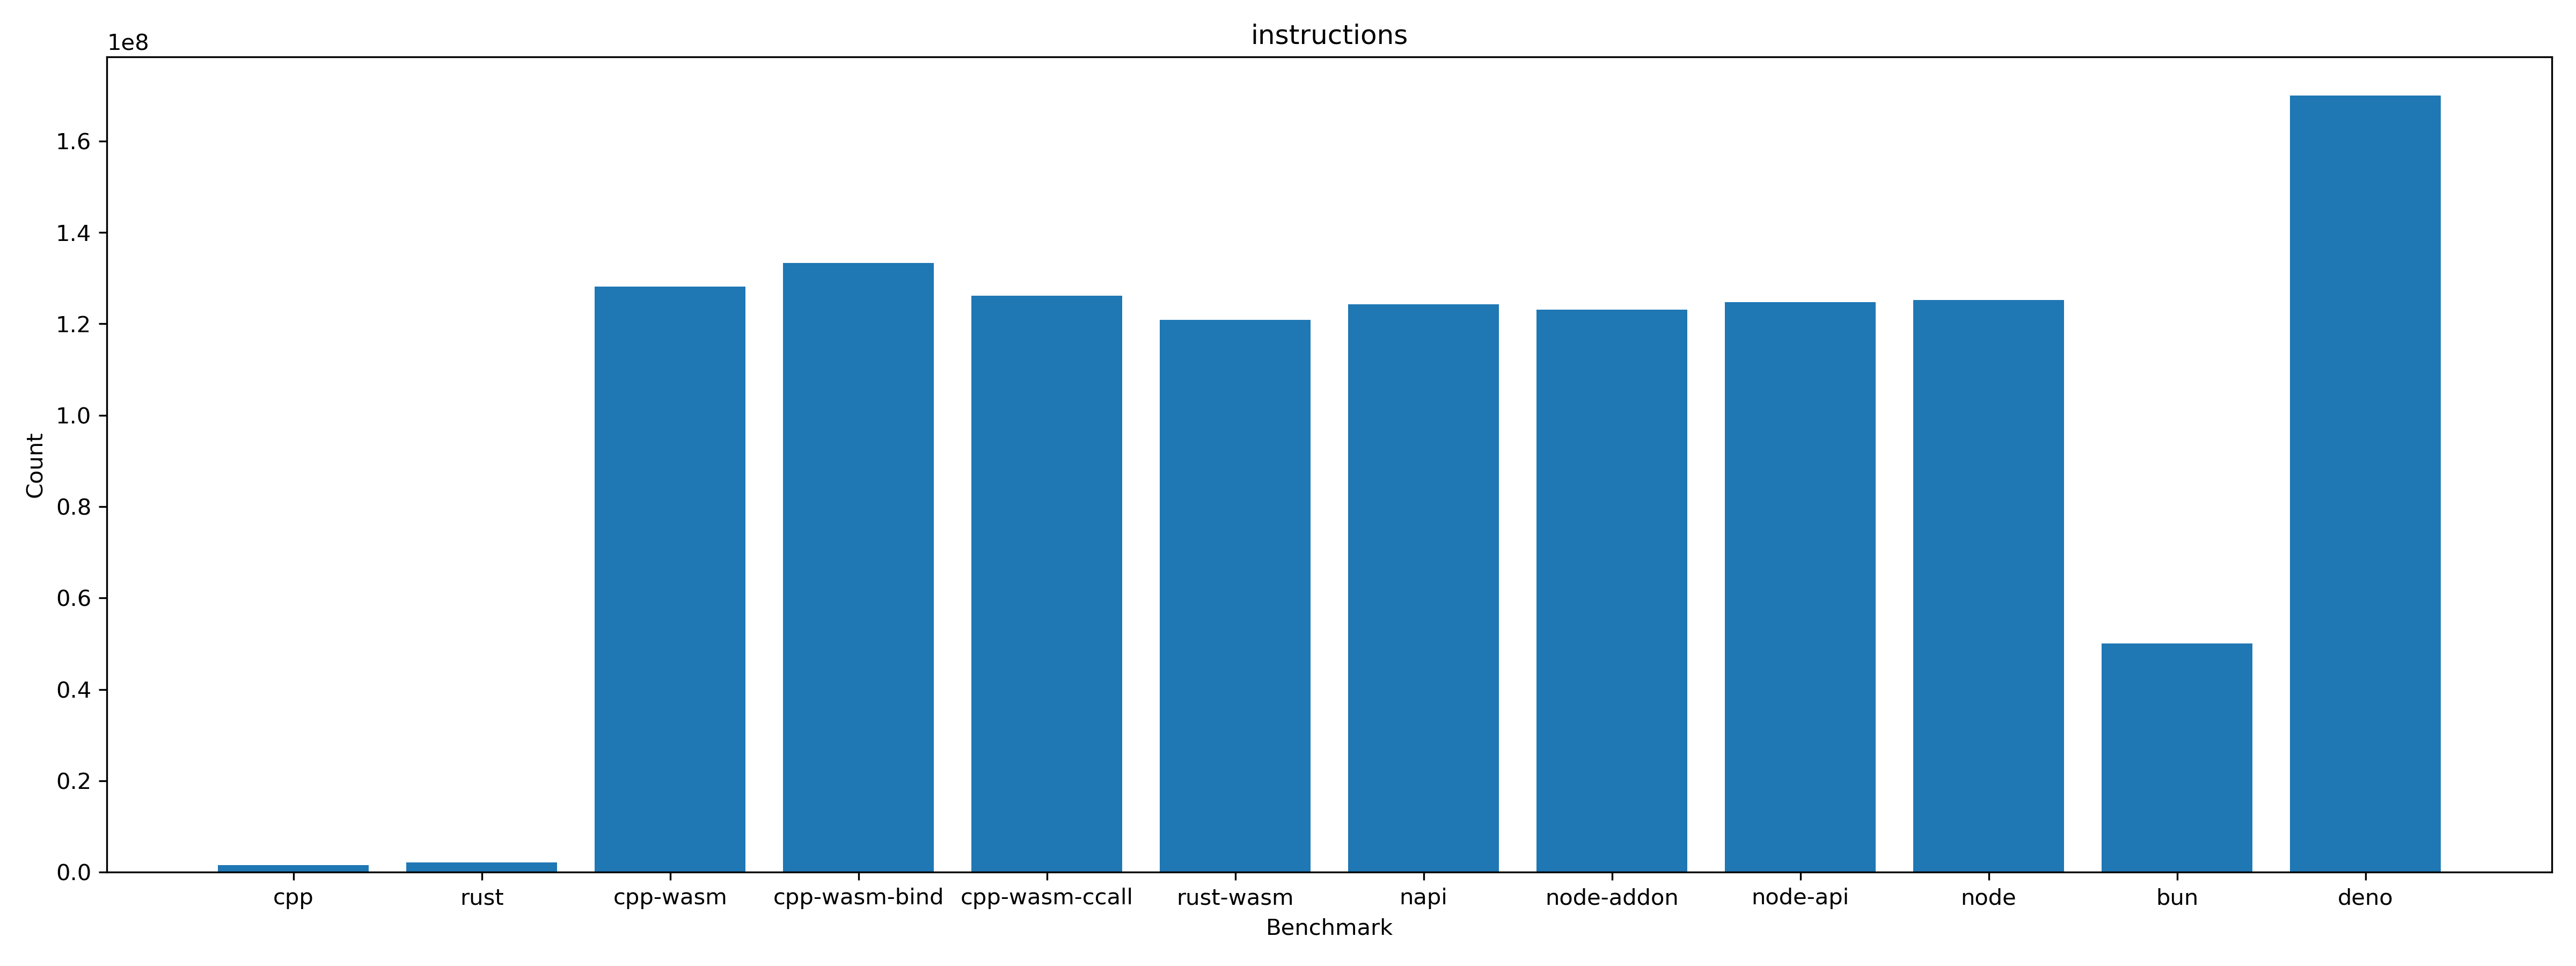 instructions
1e8
1.6
1.4
1.2
1.0
0.8
0.6
0.4
0.2
0.0
Count
cpp rust cpp-wasm cpp-wasm-bind cpp-wasm-ccall rust-wasm napi node-addon node-api node bun deno
Benchmark